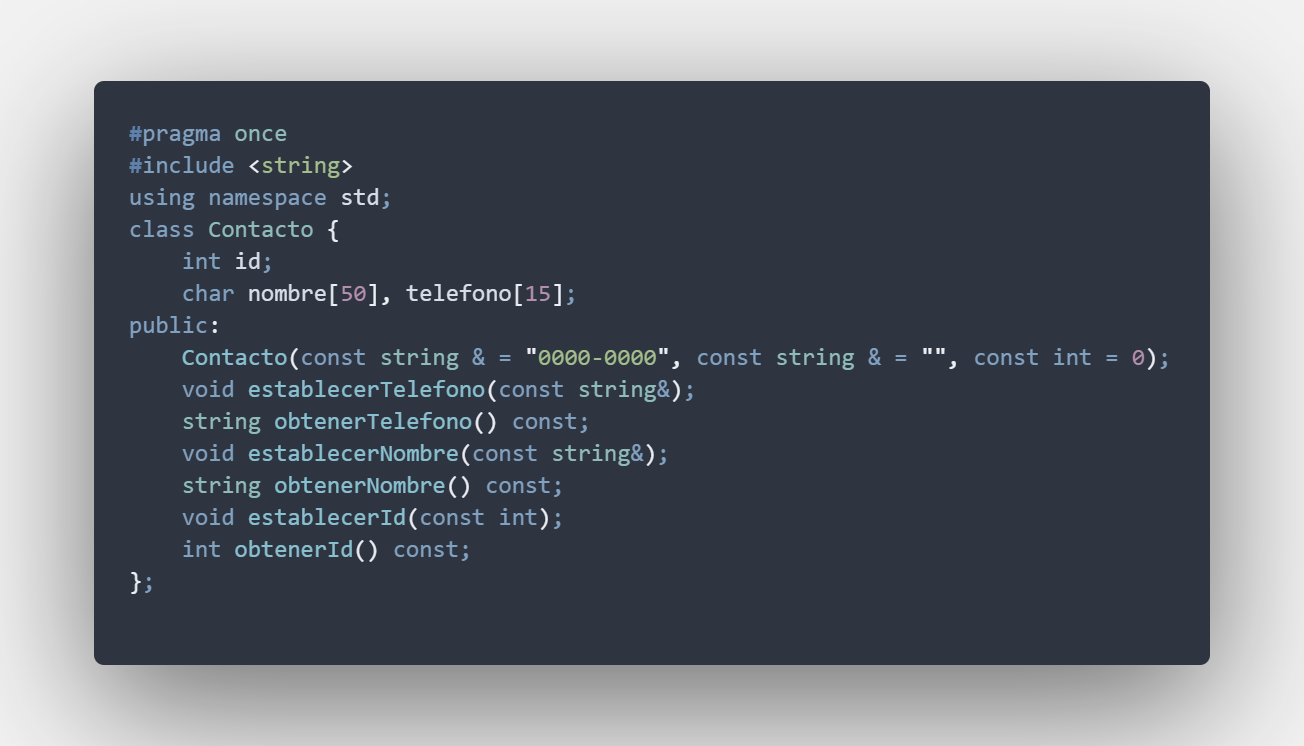 #pragma once
#include <string>
using namespace std;
class Contacto {
    int id;
    char nombre[50], telefono[15];
public:
    Contacto(const string & = "0000-0000", const string & = "", const int = 0);
    void establecerTelefono(const string&);
    string obtenerTelefono() const;
    void establecerNombre(const string&);
    string obtenerNombre() const;
    void establecerId(const int);
    int obtenerId() const;
};